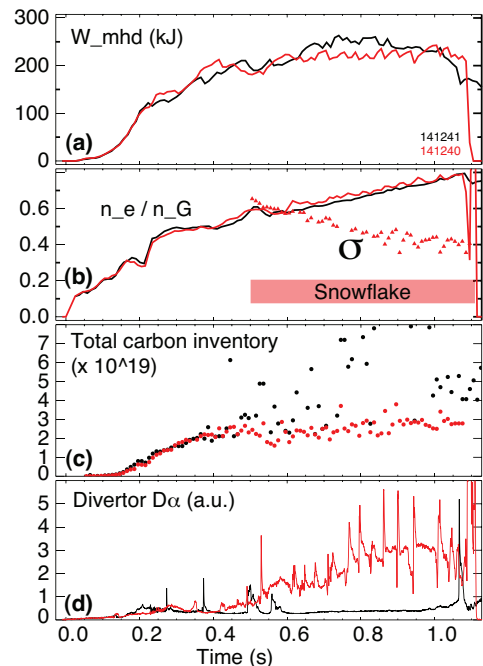 300
200
100
0
W_mhd (kJ)
141241
141240
(a)
0.6
0.4
0.2
0.0
n_e / n_G
σ
Snowflake
(b)
7
6
5
4
3
2
1
0
Total carbon inventory
(x 10^19)
(c)
5
4
3
2
1
0
Divertor Dα (a.u.)
(d)
0.0 0.2 0.4 0.6 0.8 1.0
Time (s)